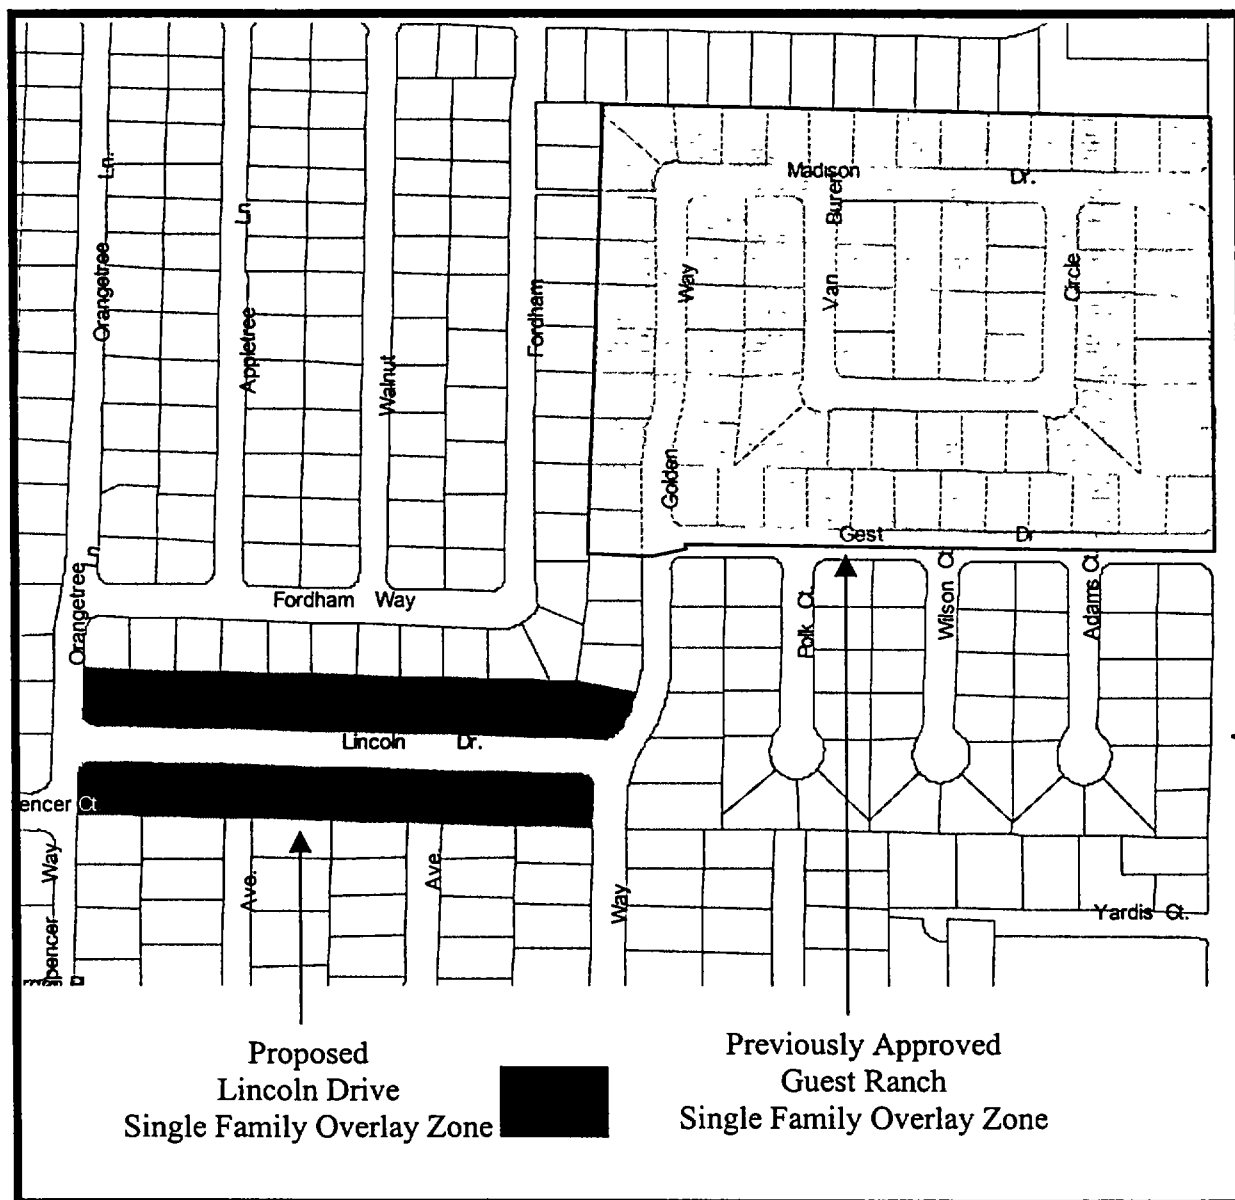 Madison Dr.
Van Buren
Circle
Golden Way
Orangetree Ln.
Appletree Ln
Walnut
Fordham
Gest Dr
Orangetree Ln
Fordham Way
Polk Ct.
Wilson Ct
Adams Ct.
Lincoln Dr.
encer Ct
Way
pencer
Ave.
Ave
Way
Yardis Ct.
Proposed
Lincoln Drive
Single Family Overlay Zone
Previously Approved
Guest Ranch
Single Family Overlay Zone